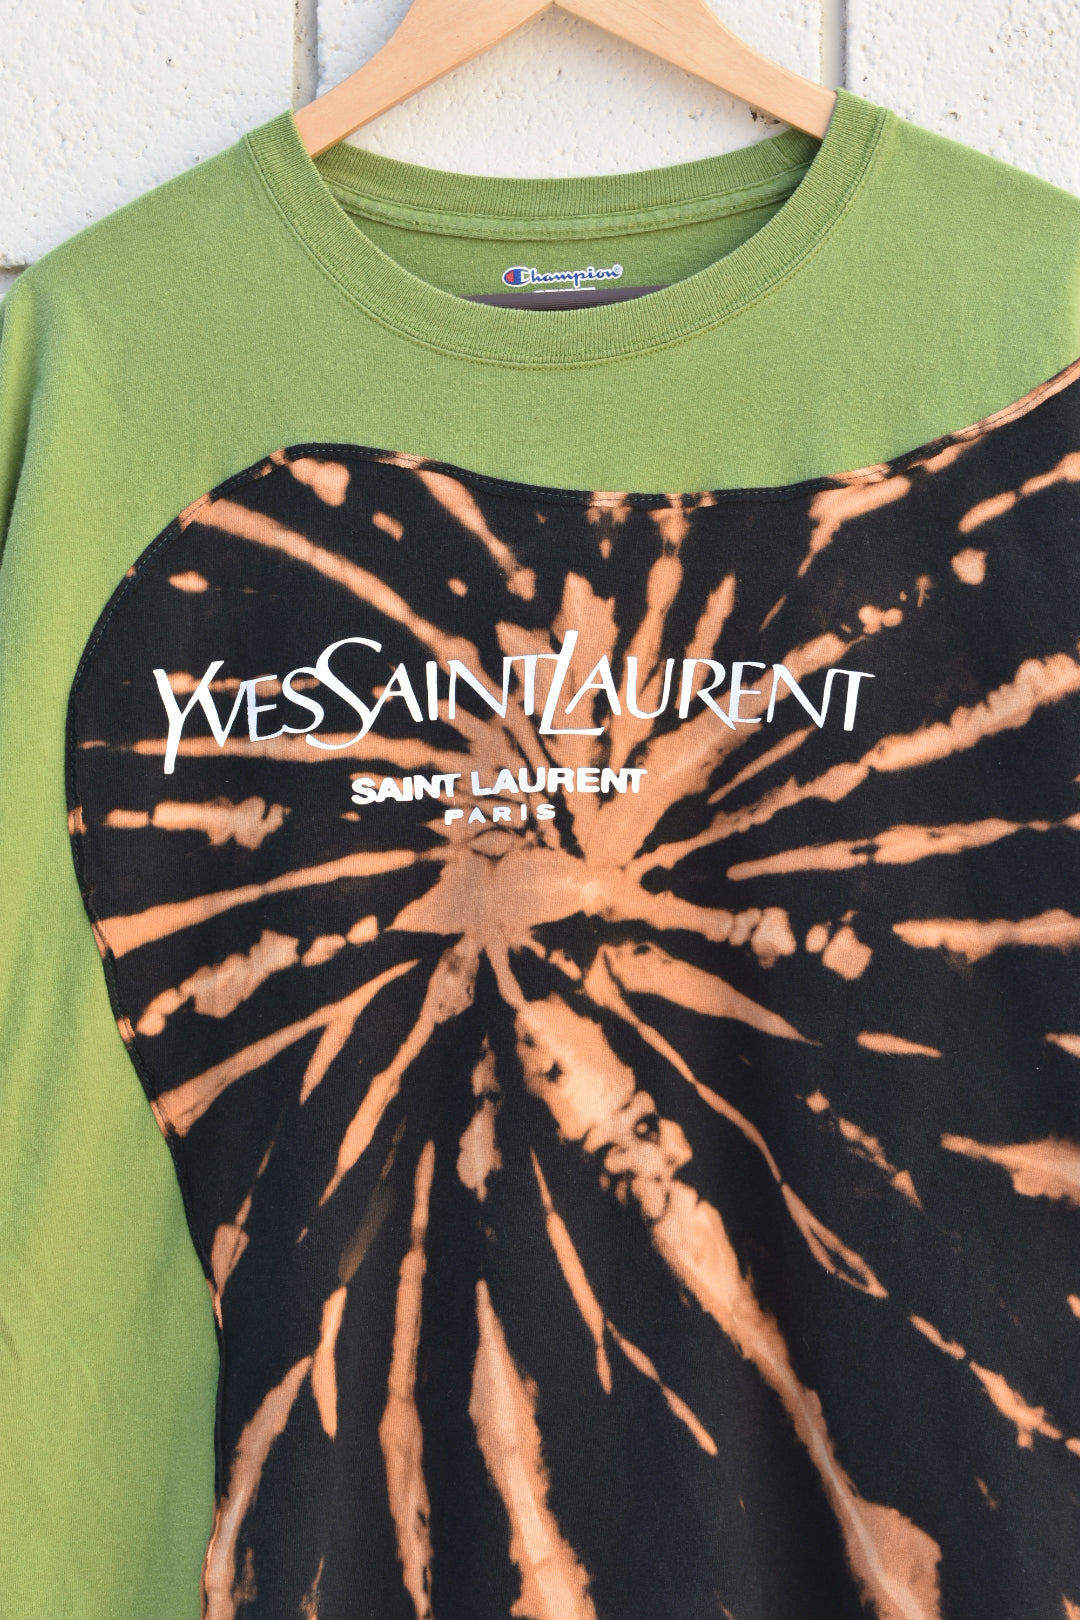 Champion®
YVESSAINTLAURENT
SAINT LAURENT
PARIS